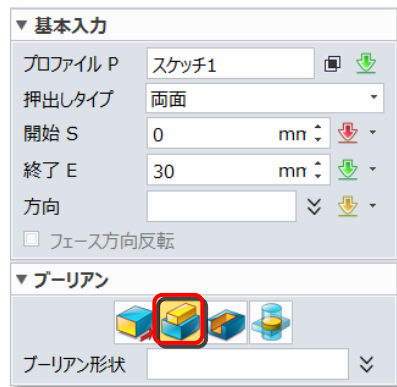 ▼ 基本入力
プロファイル P スケッチ1
押出しタイプ 両面
開始 S 0 mm
終了 E 30 mm
方向
フェース方向反転
▼ ブーリアン
ブーリアン形状